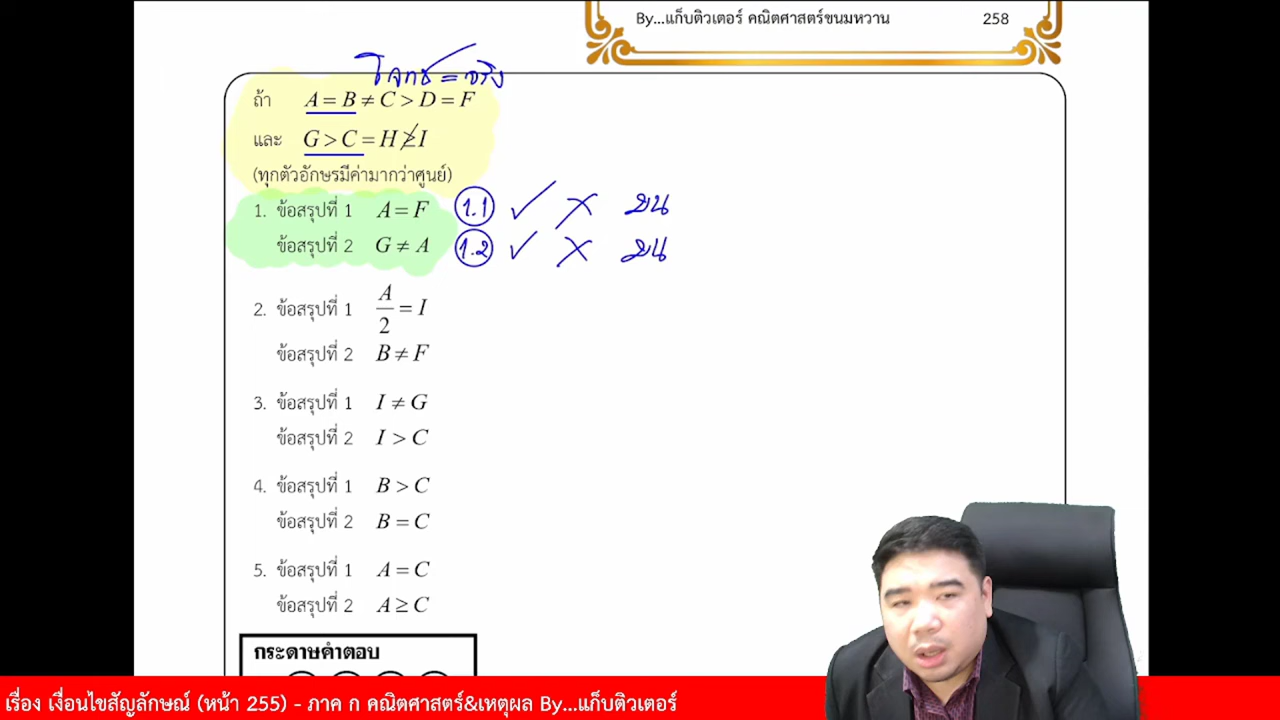 By...แก็บติวเตอร์ คณิตศาสตร์ขนมหวาน 258
โจทย์ = จริง
ถ้า A = B ≠ C > D = F
และ G > C = H ≱ I
(ทุกตัวอักษรมีค่ามากกว่าศูนย์)
1. ข้อสรุปที่ 1 A = F 1.1 ✓ ✗ มน
ข้อสรุปที่ 2 G ≠ A 1.2 ✓ ✗ มน
2. ข้อสรุปที่ 1 A/2 = I
ข้อสรุปที่ 2 B ≠ F
3. ข้อสรุปที่ 1 I ≠ G
ข้อสรุปที่ 2 I > C
4. ข้อสรุปที่ 1 B > C
ข้อสรุปที่ 2 B = C
5. ข้อสรุปที่ 1 A = C
ข้อสรุปที่ 2 A ≥ C
กระดาษคำตอบ
เรื่อง เงื่อนไขสัญลักษณ์ (หน้า 255) - ภาค ก คณิตศาสตร์&เหตุผล By...แก็บติวเตอร์